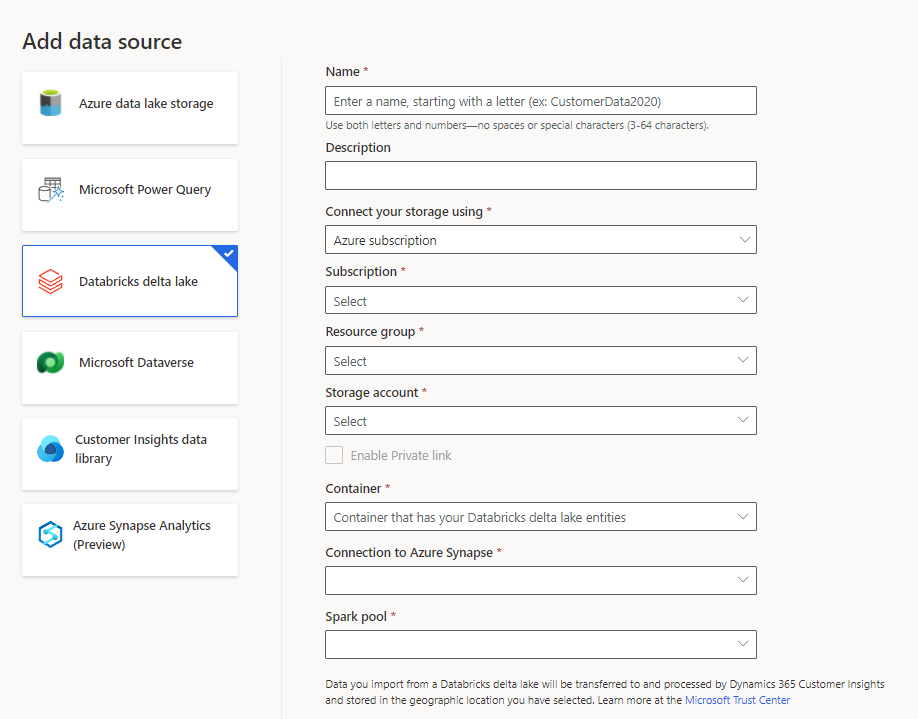 Add data source
Azure data lake storage
Microsoft Power Query
Databricks delta lake
Microsoft Dataverse
Customer Insights data
library
Azure Synapse Analytics
(Preview)
Name *
Enter a name, starting with a letter (ex: CustomerData2020)
Use both letters and numbers—no spaces or special characters (3-64 characters).
Description
Connect your storage using *
Azure subscription
Subscription *
Select
Resource group *
Select
Storage account *
Select
Enable Private link
Container *
Container that has your Databricks delta lake entities
Connection to Azure Synapse *
Spark pool *
Data you import from a Databricks delta lake will be transferred to and processed by Dynamics 365 Customer Insights
and stored in the geographic location you have selected. Learn more at the Microsoft Trust Center